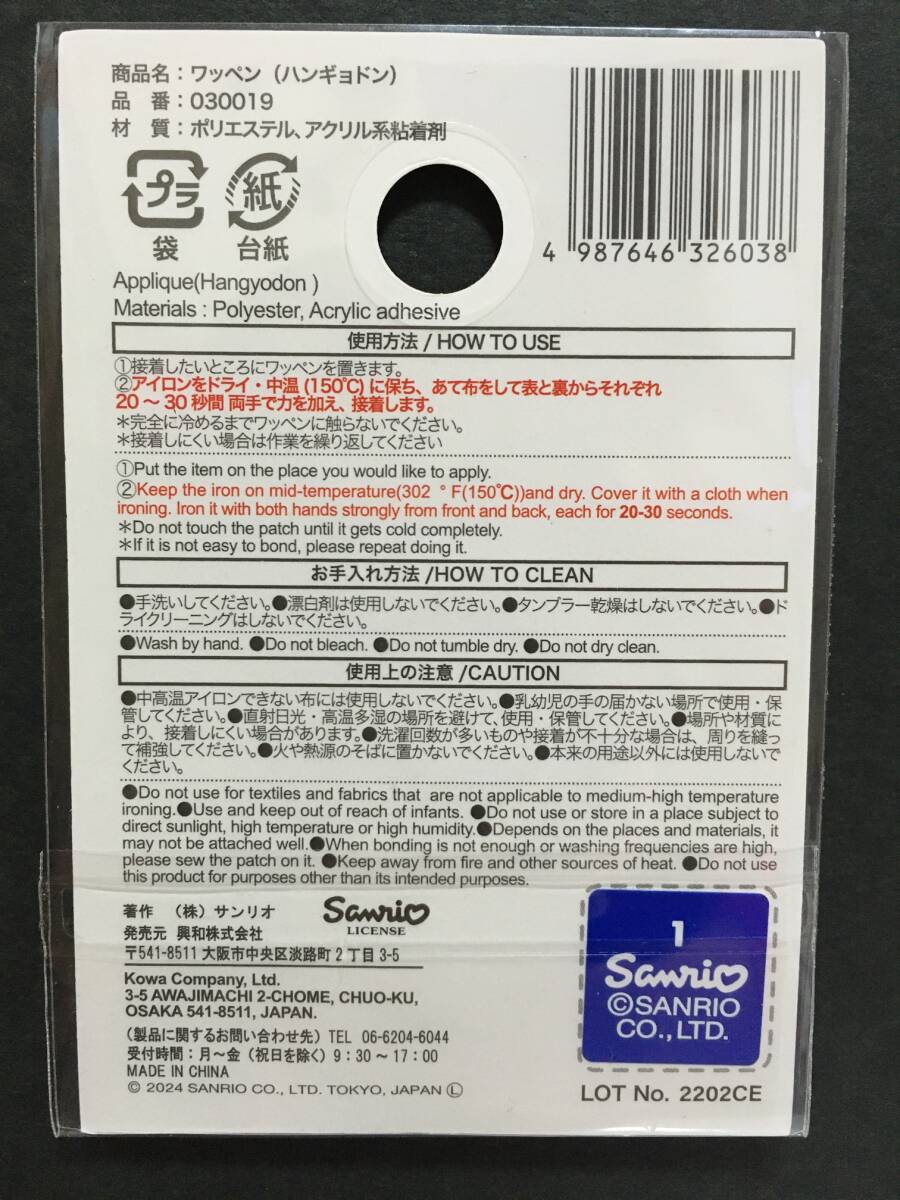 商品名：ワッペン（ハンギョドン）
品　番：030019
材　質：ポリエステル、アクリル系粘着剤
プラ
袋
紙
台紙
4 987646 326038
Applique(Hangyodon )
Materials : Polyester, Acrylic adhesive
使用方法 / HOW TO USE
①接着したいところにワッペンを置きます。
②アイロンをドライ・中温 (150℃) に保ち、あて布をして表と裏からそれぞれ
20 ～ 30 秒間 両手で力を加え、接着します。
＊完全に冷めるまでワッペンに触らないでください。
＊接着しにくい場合は作業を繰り返してください
①Put the item on the place you would like to apply.
②Keep the iron on mid-temperature(302 ° F(150℃))and dry. Cover it with a cloth when
ironing. Iron it with both hands strongly from front and back, each for 20-30 seconds.
＊Do not touch the patch until it gets cold completely.
＊If it is not easy to bond, please repeat doing it.
お手入れ方法 /HOW TO CLEAN
●手洗いしてください。●漂白剤は使用しないでください。●タンブラー乾燥はしないでください。●ド
ライクリーニングはしないでください。
●Wash by hand. ●Do not bleach. ●Do not tumble dry. ●Do not dry clean.
使用上の注意 /CAUTION
●中高温アイロンできない布には使用しないでください。●乳幼児の手の届かない場所で使用・保
管してください。●直射日光・高温多湿の場所を避けて、使用・保管してください。●場所や材質に
より、接着しにくい場合があります。●洗濯回数が多いものや接着が不十分な場合は、周りを縫っ
て補強してください。●火や熱源のそばに置かないでください。●本来の用途以外には使用しないで
ください。
●Do not use for textiles and fabrics that are not applicable to medium-high temperature
ironing.●Use and keep out of reach of infants. ●Do not use or store in a place subject to
direct sunlight, high temperature or high humidity.●Depends on the places and materials, it
may not be attached well.●When bonding is not enough or washing frequencies are high,
please sew the patch on it. ●Keep away from fire and other sources of heat. ●Do not use
this product for purposes other than its intended purposes.
著作　（株）サンリオ
Sanrio
LICENSE
発売元 興和株式会社
〒541-8511 大阪市中央区淡路町 2 丁目 3-5
Kowa Company, Ltd.
3-5 AWAJIMACHI 2-CHOME, CHUO-KU,
OSAKA 541-8511, JAPAN.
（製品に関するお問い合わせ先）TEL 06-6204-6044
受付時間：月～金（祝日を除く）9：30～17：00
MADE IN CHINA
© 2024 SANRIO CO., LTD. TOKYO, JAPAN Ⓛ
1
Sanrio
©SANRIO
CO.,LTD.
LOT No. 2202CE